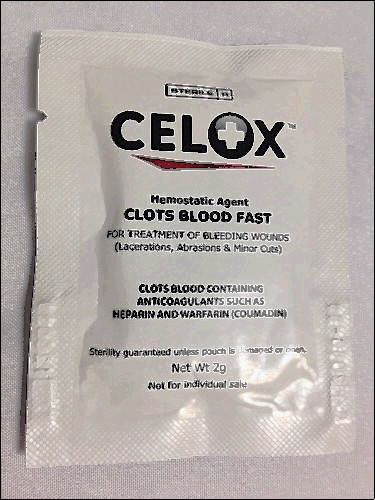 STERILE R
CELOX™
Hemostatic Agent
CLOTS BLOOD FAST
FOR TREATMENT OF BLEEDING WOUNDS
(Lacerations, Abrasions & Minor Cuts)
CLOTS BLOOD CONTAINING
ANTICOAGULANTS SUCH AS
HEPARIN AND WARFARIN (COUMADIN)
Sterility guaranteed unless pouch is damaged or open.
Net Wt 2g
Not for individual sale